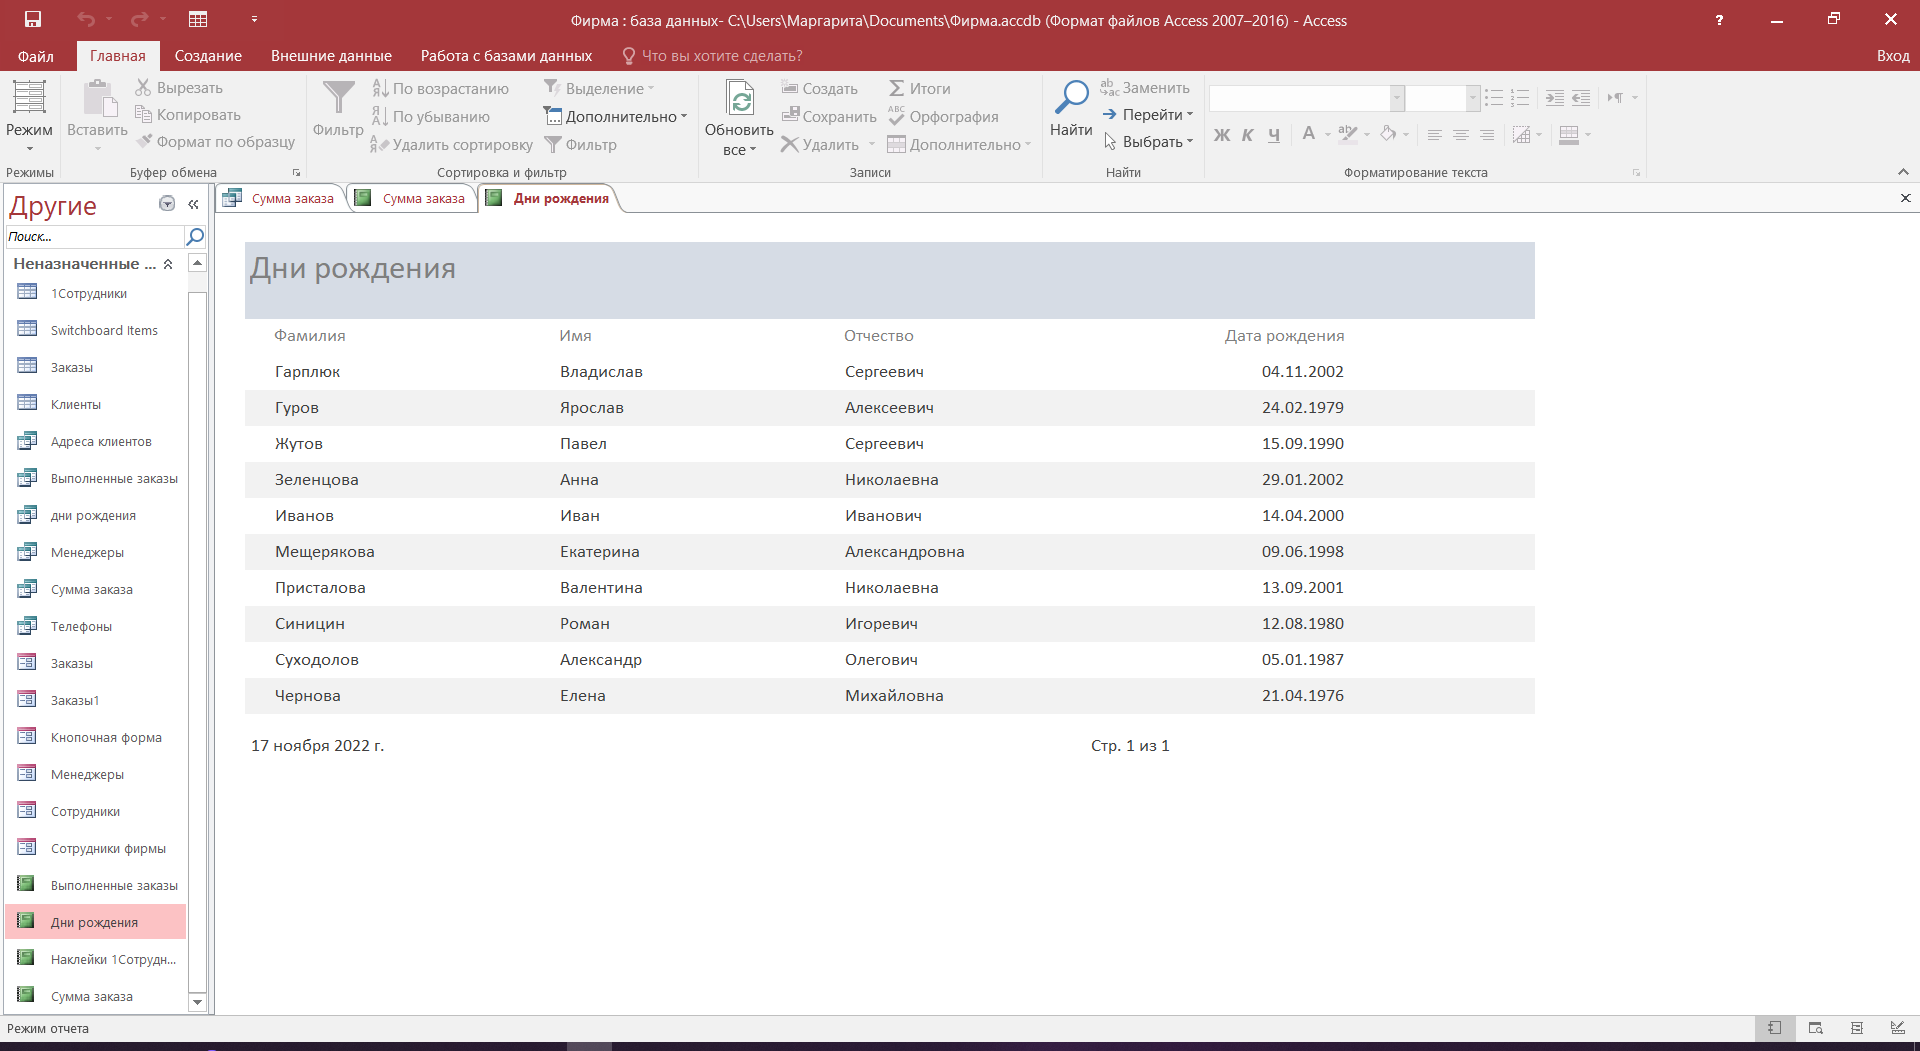 Фирма : база данных- C:\Users\Маргарита\Documents\Фирма.accdb (Формат файлов Access 2007–2016) - Access
?
Файл Главная Создание Внешние данные Работа с базами данных Что вы хотите сделать? Вход
Режим
Режимы
Вставить
Вырезать
Копировать
Формат по образцу
Буфер обмена
Фильтр
По возрастанию
По убыванию
Удалить сортировку
Выделение
Дополнительно
Фильтр
Сортировка и фильтр
Обновить
все
Создать
Сохранить
Удалить
Итоги
Орфография
Дополнительно
Записи
Найти
Заменить
Перейти
Выбрать
Найти
Ж К Ч
Форматирование текста
Другие
Поиск...
Неназначенные ...
1Сотрудники
Switchboard Items
Заказы
Клиенты
Адреса клиентов
Выполненные заказы
дни рождения
Менеджеры
Сумма заказа
Телефоны
Заказы
Заказы1
Кнопочная форма
Менеджеры
Сотрудники
Сотрудники фирмы
Выполненные заказы
Дни рождения
Наклейки 1Сотрудн...
Сумма заказа
Сумма заказа Сумма заказа Дни рождения
Дни рождения
Фамилия Имя Отчество Дата рождения
Гарплюк Владислав Сергеевич 04.11.2002
Гуров Ярослав Алексеевич 24.02.1979
Жутов Павел Сергеевич 15.09.1990
Зеленцова Анна Николаевна 29.01.2002
Иванов Иван Иванович 14.04.2000
Мещерякова Екатерина Александровна 09.06.1998
Присталова Валентина Николаевна 13.09.2001
Синицин Роман Игоревич 12.08.1980
Суходолов Александр Олегович 05.01.1987
Чернова Елена Михайловна 21.04.1976
17 ноября 2022 г. Стр. 1 из 1
Режим отчета